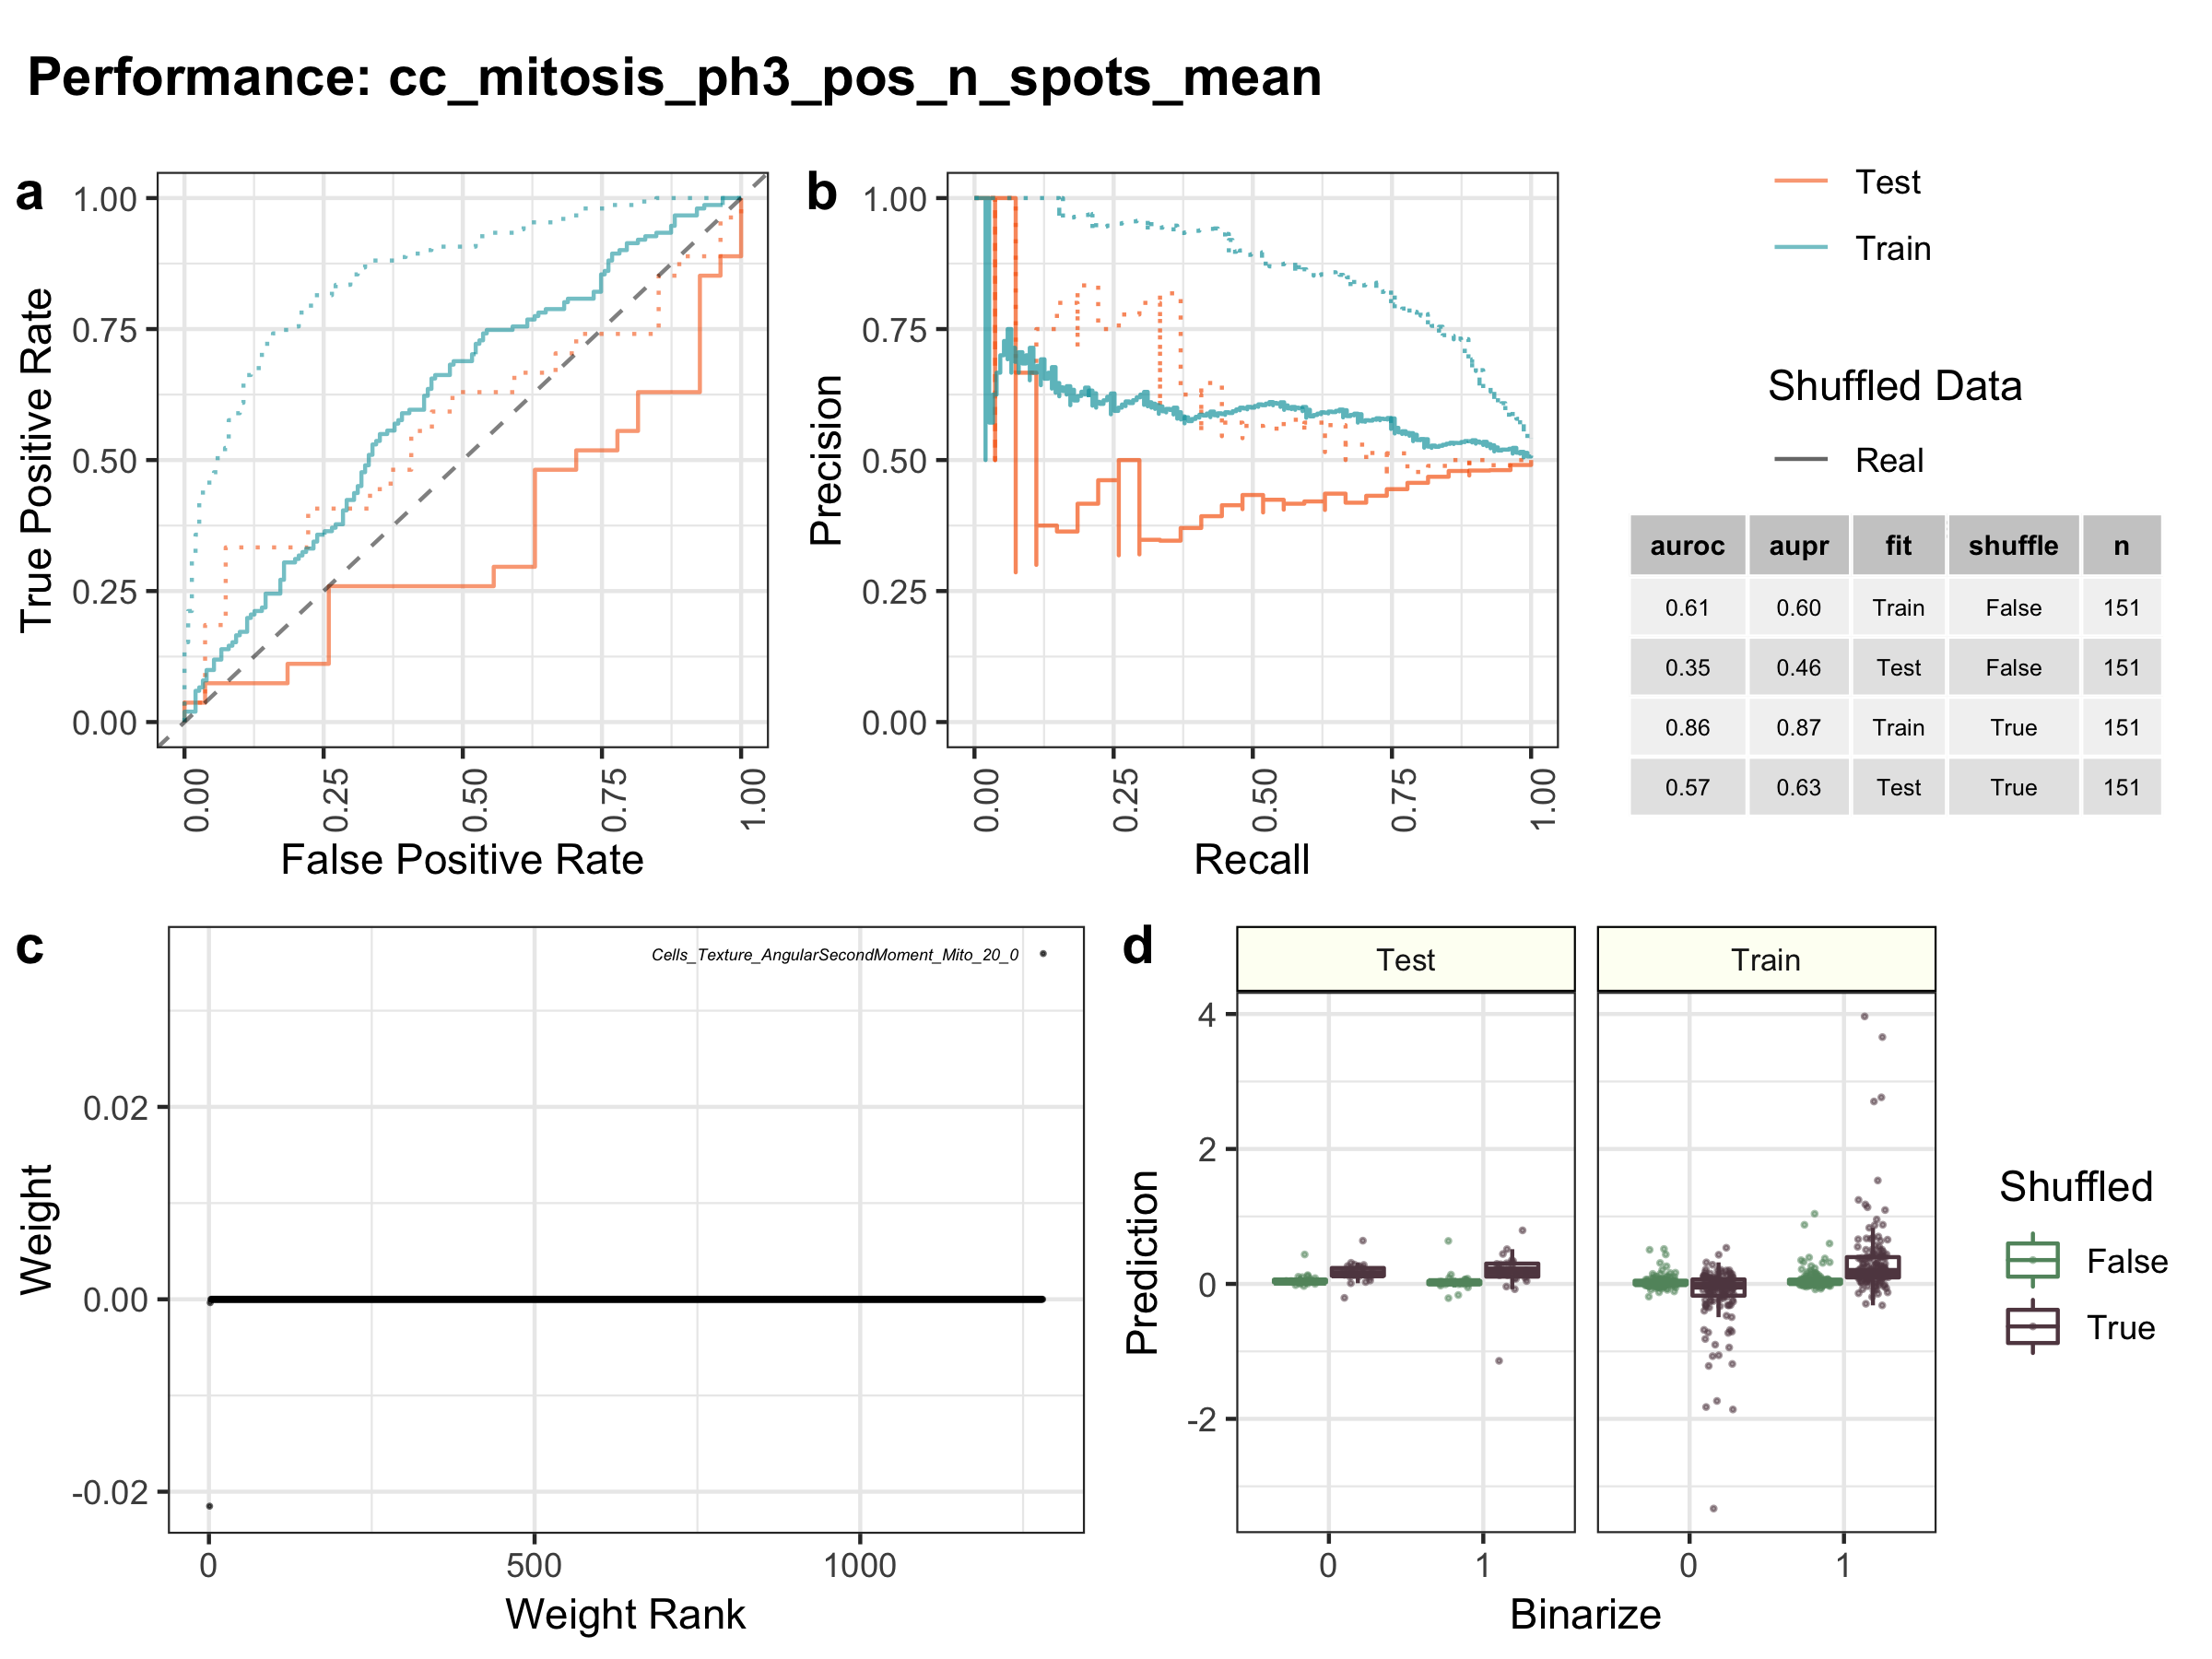 Performance: cc_mitosis_ph3_pos_n_spots_mean
a
1.00
0.75
0.50
0.25
0.00
True Positive Rate
0.00
0.25
0.50
0.75
1.00
False Positive Rate
b
1.00
0.75
0.50
0.25
0.00
Precision
0.00
0.25
0.50
0.75
1.00
Recall
Test
Train
Shuffled Data
Real
auroc aupr fit shuffle n
0.61 0.60 Train False 151
0.35 0.46 Test False 151
0.86 0.87 Train True 151
0.57 0.63 Test True 151
c
Cells_Texture_AngularSecondMoment_Mito_20_0
0.02
0.00
-0.02
Weight
0
500
1000
Weight Rank
d
Test
Train
4
2
0
-2
Prediction
0
1
0
1
Binarize
Shuffled
False
True